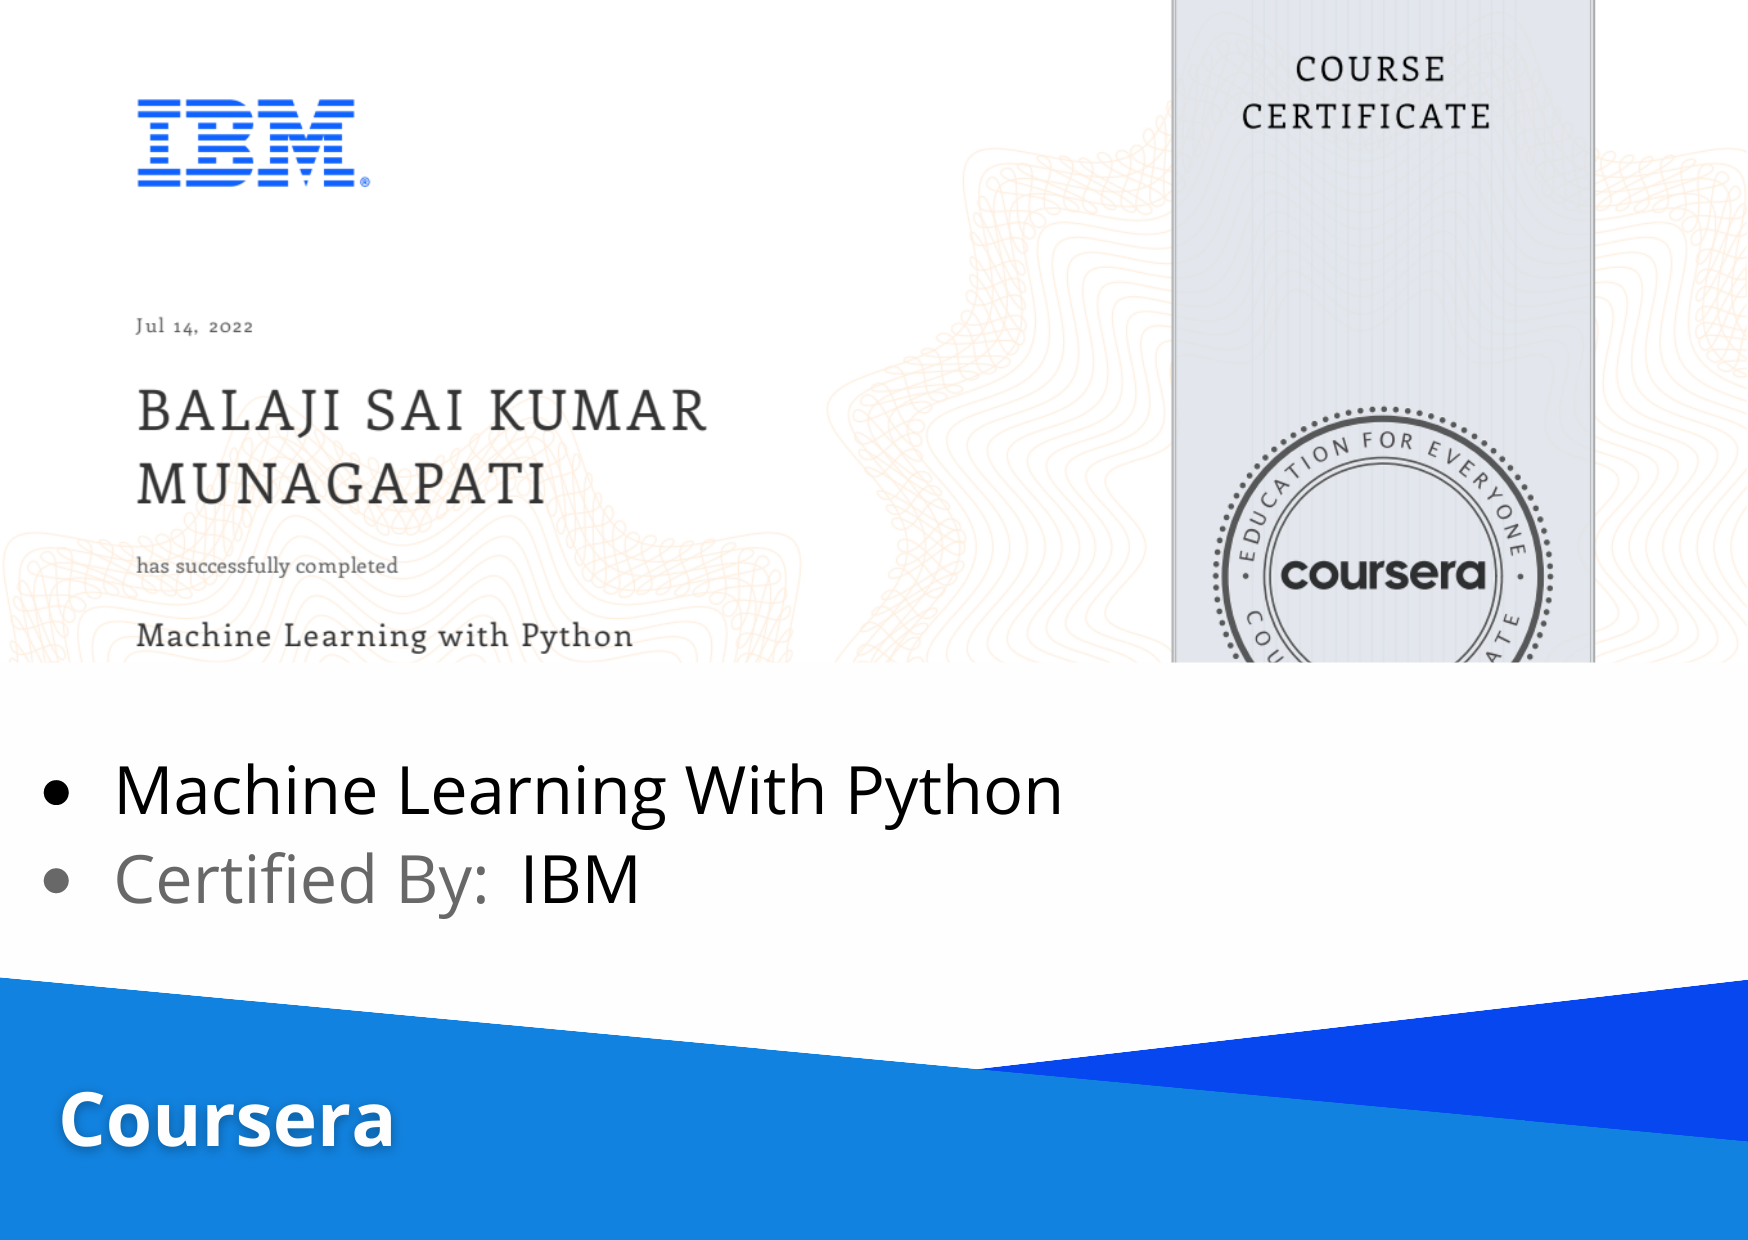 IBM®
COURSE
CERTIFICATE
Jul 14, 2022
BALAJI SAI KUMAR
MUNAGAPATI
has successfully completed
Machine Learning with Python
• EDUCATION FOR EVERYONE •
coursera
• Machine Learning With Python
• Certified By: IBM
Coursera